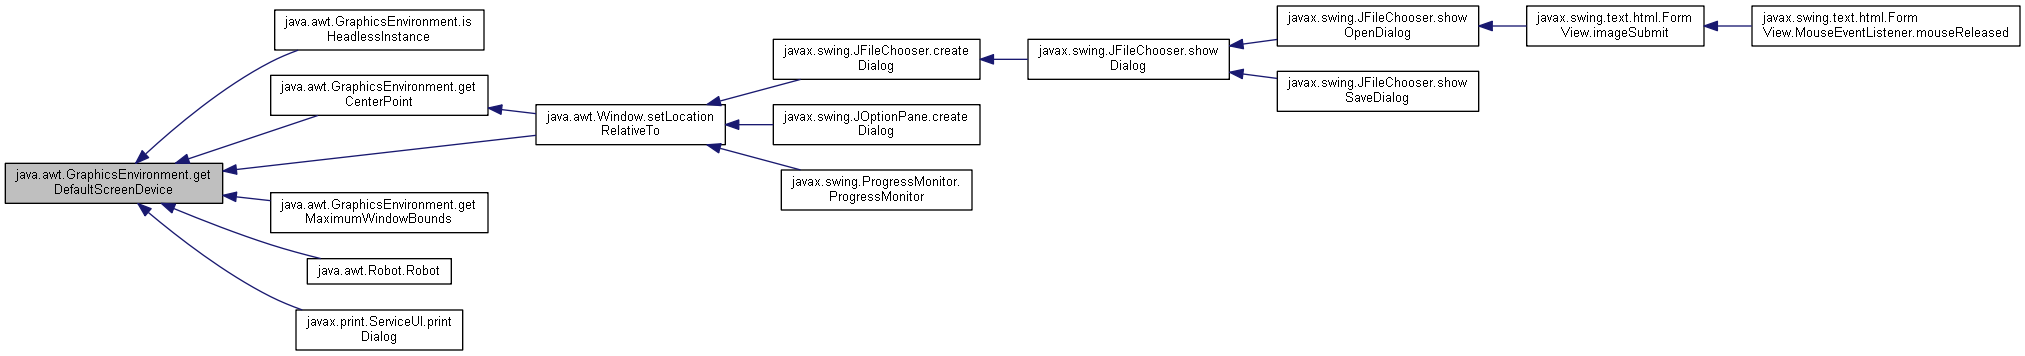 java.awt.GraphicsEnvironment.is
HeadlessInstance
java.awt.GraphicsEnvironment.get
CenterPoint
java.awt.GraphicsEnvironment.get
DefaultScreenDevice
java.awt.GraphicsEnvironment.get
MaximumWindowBounds
java.awt.Robot.Robot
javax.print.ServiceUI.print
Dialog
java.awt.Window.setLocation
RelativeTo
javax.swing.JFileChooser.create
Dialog
javax.swing.JOptionPane.create
Dialog
javax.swing.ProgressMonitor.
ProgressMonitor
javax.swing.JFileChooser.show
Dialog
javax.swing.JFileChooser.show
OpenDialog
javax.swing.JFileChooser.show
SaveDialog
javax.swing.text.html.Form
View.imageSubmit
javax.swing.text.html.Form
View.MouseEventListener.mouseReleased